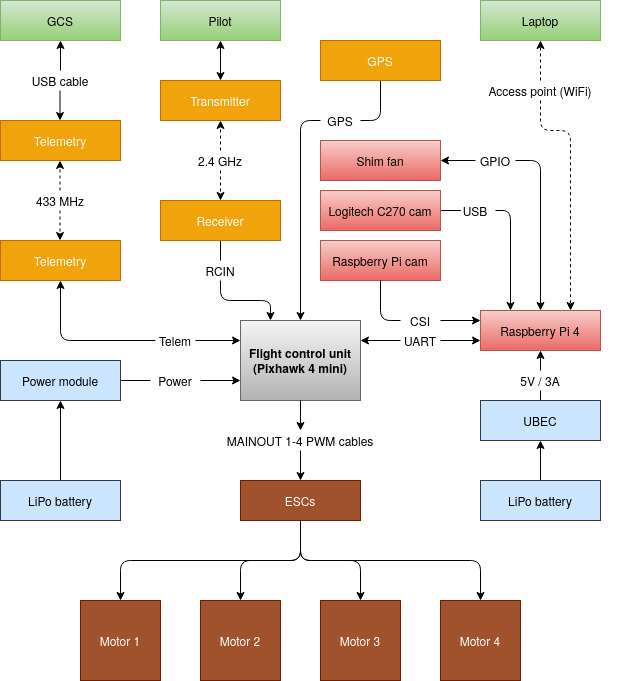 GCS
Pilot
Laptop
USB cable
GPS
Access point (WiFi)
Transmitter
GPS
Telemetry
2.4 GHz
Shim fan
GPIO
433 MHz
Logitech C270 cam
USB
Receiver
Telemetry
RCIN
Raspberry Pi cam
CSI
Raspberry Pi 4
Telem
UART
Flight control unit
(Pixhawk 4 mini)
Power module
Power
5V / 3A
UBEC
MAINOUT 1-4 PWM cables
LiPo battery
ESCs
LiPo battery
Motor 1
Motor 2
Motor 3
Motor 4